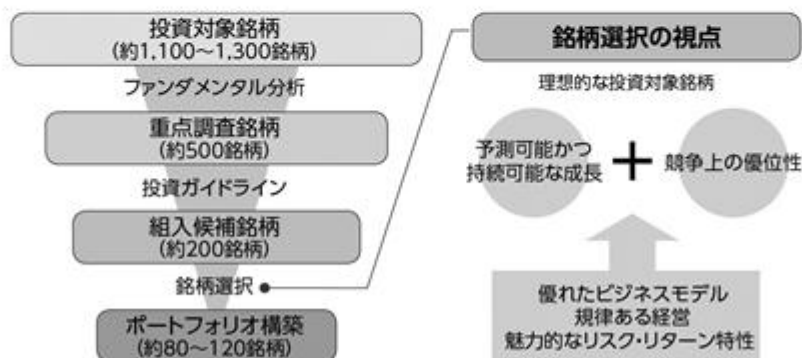 投資対象銘柄
(約1,100～1,300銘柄)
ファンダメンタル分析
重点調査銘柄
(約500銘柄)
投資ガイドライン
組入候補銘柄
(約200銘柄)
銘柄選択
ポートフォリオ構築
(約80～120銘柄)
銘柄選択の視点
理想的な投資対象銘柄
予測可能かつ
持続可能な成長
+
競争上の優位性
優れたビジネスモデル
規律ある経営
魅力的なリスク・リターン特性